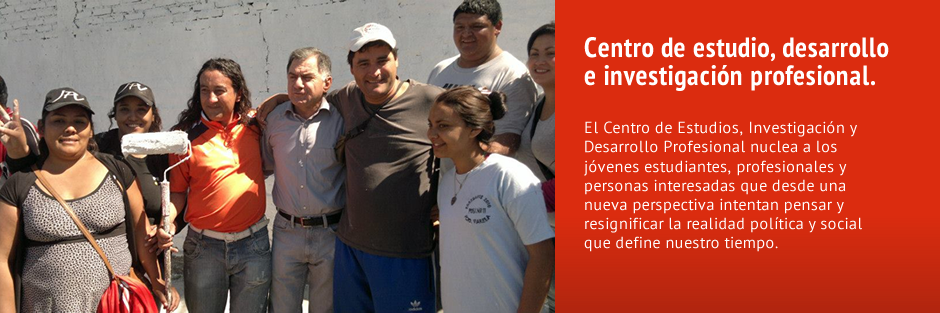 Centro de estudio, desarrollo
e investigación profesional.
El Centro de Estudios, Investigación y
Desarrollo Profesional nuclea a los
jóvenes estudiantes, profesionales y
personas interesadas que desde una
nueva perspectiva intentan pensar y
resignificar la realidad política y social
que define nuestro tiempo.
adidas